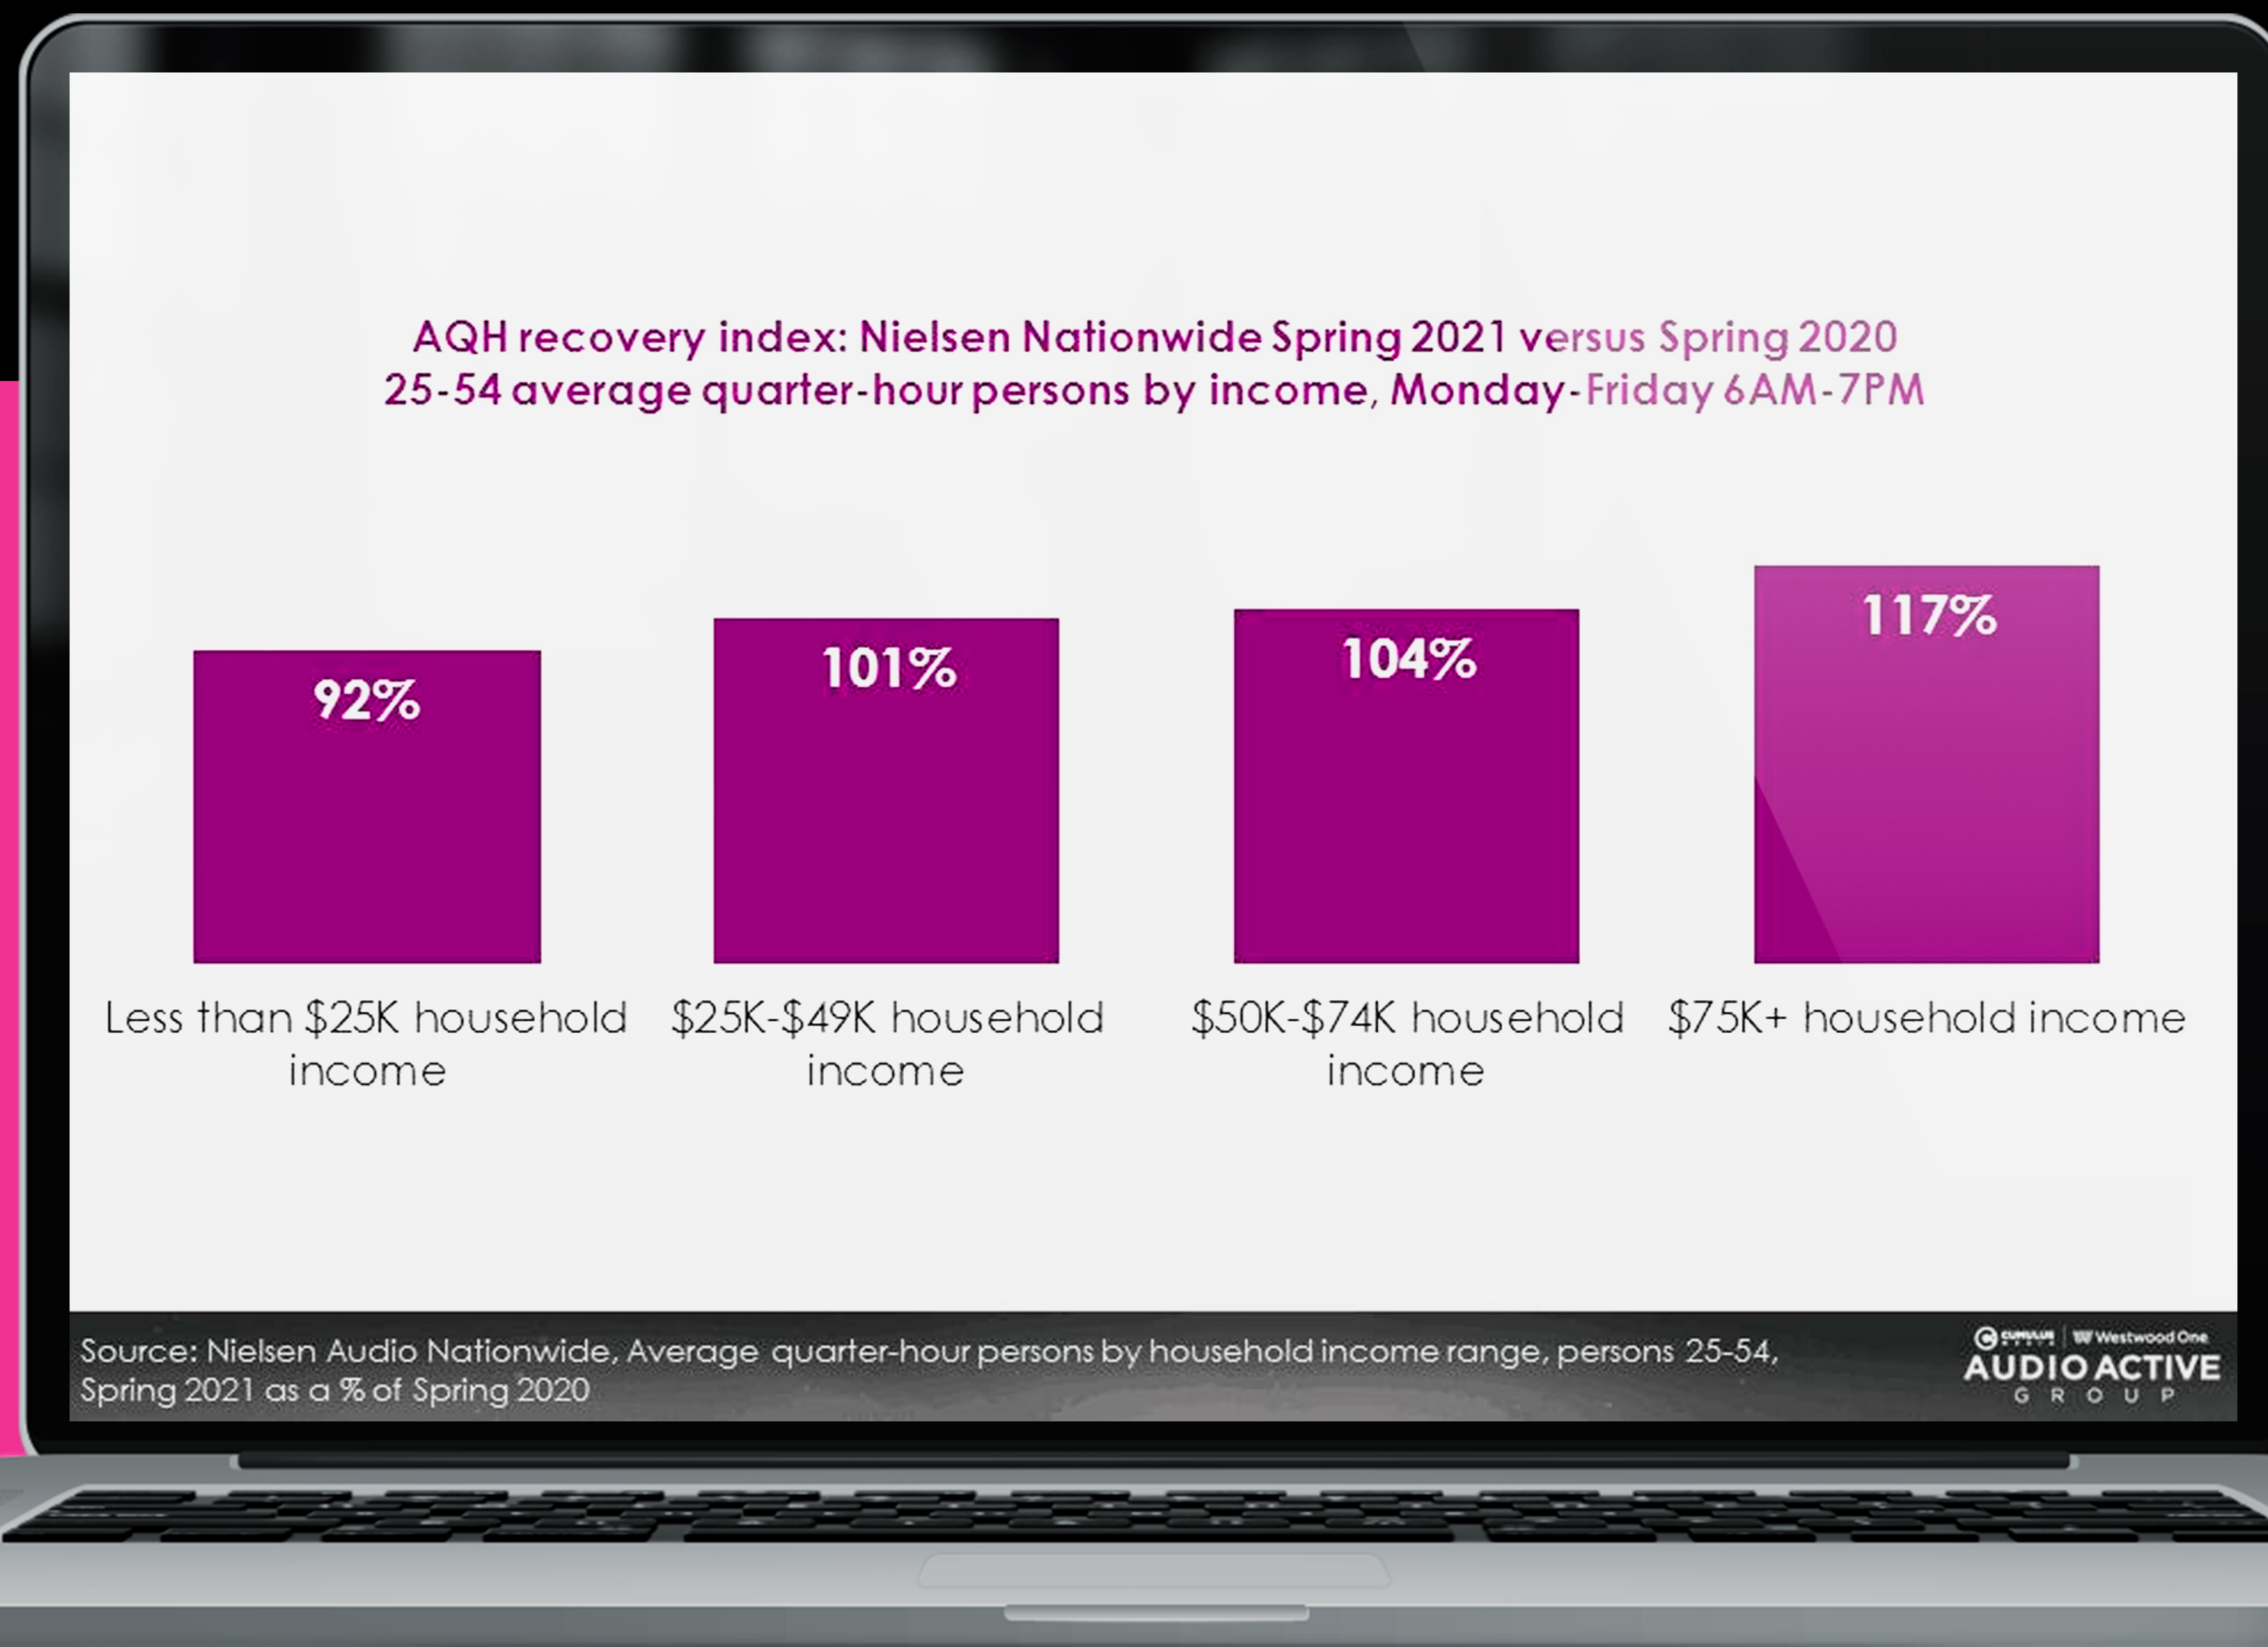 AQH recovery index: Nielsen Nationwide Spring 2021 versus Spring 2020
25-54 average quarter-hour persons by income, Monday-Friday 6AM-7PM
92%
101%
104%
117%
Less than $25K household
income
$25K-$49K household
income
$50K-$74K household
income
$75K+ household income
Source: Nielsen Audio Nationwide, Average quarter-hour persons by household income range, persons 25-54,
Spring 2021 as a % of Spring 2020
CUMULUS MEDIA | Westwood One
AUDIO ACTIVE
GROUP